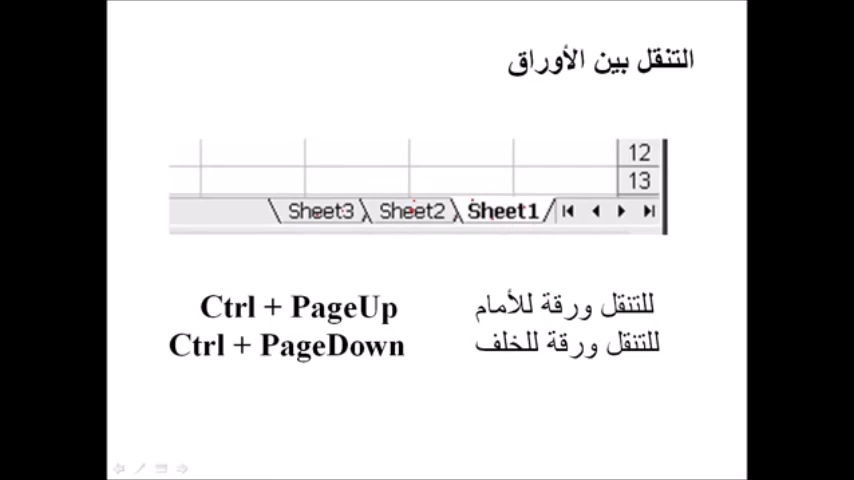 التنقل بين الأوراق
12
13
Sheet1 Sheet2 Sheet3
للتنقل ورقة للأمام Ctrl + PageUp
للتنقل ورقة للخلف Ctrl + PageDown